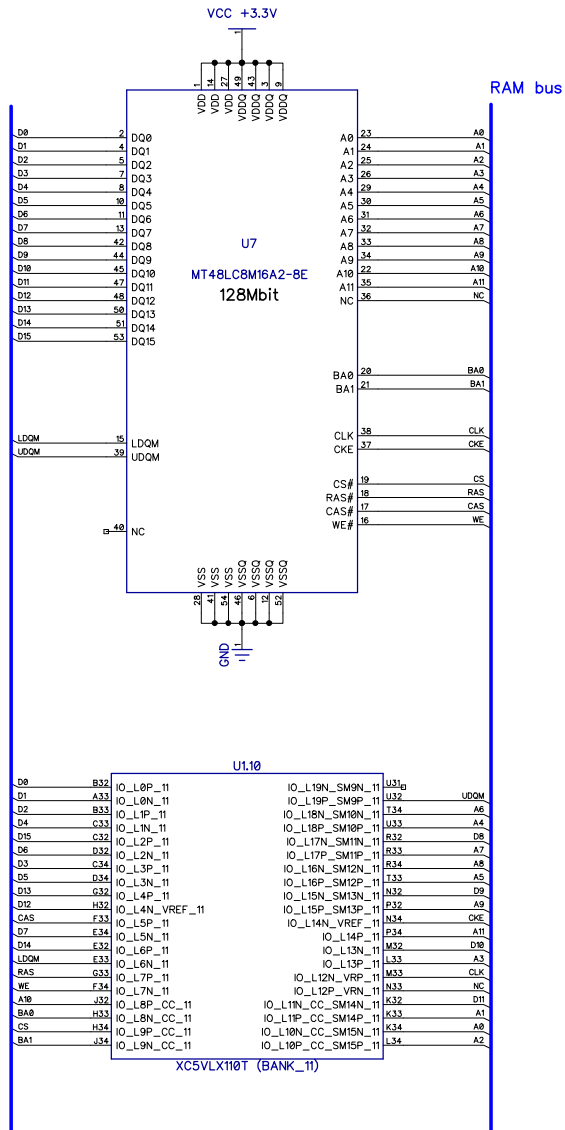 VCC +3.3V
1
RAM bus
1 14 27 49 43 3 9
VDD VDD VDD VDDQ VDDQ VDDQ VDDQ
D0 2 DQ0 A0 23 A0
D1 4 DQ1 A1 24 A1
D2 5 DQ2 A2 25 A2
D3 7 DQ3 A3 26 A3
D4 8 DQ4 A4 29 A4
D5 10 DQ5 A5 30 A5
D6 11 DQ6 A6 31 A6
D7 13 DQ7 A7 32 A7
D8 42 DQ8 A8 33 A8
D9 44 DQ9 A9 34 A9
D10 45 DQ10 A10 22 A10
D11 47 DQ11 A11 35 A11
D12 48 DQ12 NC 36 NC
D13 50 DQ13
D14 51 DQ14
D15 53 DQ15
U7
MT48LC8M16A2-8E
128Mbit
BA0 20 BA0
BA1 21 BA1
LDQM 15 LDQM CLK 38 CLK
UDQM 39 UDQM CKE 37 CKE
CS# 19 CS
RAS# 18 RAS
CAS# 17 CAS
WE# 16 WE
40 NC
VSS VSS VSS VSSQ VSSQ VSSQ VSSQ
28 41 54 46 6 12 52
GND 1
U1.10
D0 B32 IO_L0P_11 IO_L19N_SM9N_11 U31
D1 A33 IO_L0N_11 IO_L19P_SM9P_11 U32 UDQM
D2 B33 IO_L1P_11 IO_L18N_SM10N_11 T34 A6
D4 C33 IO_L1N_11 IO_L18P_SM10P_11 U33 A4
D15 C32 IO_L2P_11 IO_L17N_SM11N_11 R32 D8
D6 D32 IO_L2N_11 IO_L17P_SM11P_11 R33 A7
D3 C34 IO_L3P_11 IO_L16N_SM12N_11 R34 A8
D5 D34 IO_L3N_11 IO_L16P_SM12P_11 T33 A5
D13 G32 IO_L4P_11 IO_L15N_SM13N_11 N32 D9
D12 H32 IO_L4N_VREF_11 IO_L15P_SM13P_11 P32 A9
CAS F33 IO_L5P_11 IO_L14N_VREF_11 N34 CKE
D7 E34 IO_L5N_11 IO_L14P_11 P34 A11
D14 E32 IO_L6P_11 IO_L13N_11 M32 D10
LDQM E33 IO_L6N_11 IO_L13P_11 L33 A3
RAS G33 IO_L7P_11 IO_L12N_VRP_11 M33 CLK
WE F34 IO_L7N_11 IO_L12P_VRN_11 N33 NC
A10 J32 IO_L8P_CC_11 IO_L11N_CC_SM14N_11 K32 D11
BA0 H33 IO_L8N_CC_11 IO_L11P_CC_SM14P_11 K33 A1
CS H34 IO_L9P_CC_11 IO_L10N_CC_SM15N_11 K34 A0
BA1 J34 IO_L9N_CC_11 IO_L10P_CC_SM15P_11 L34 A2
XC5VLX110T (BANK_11)